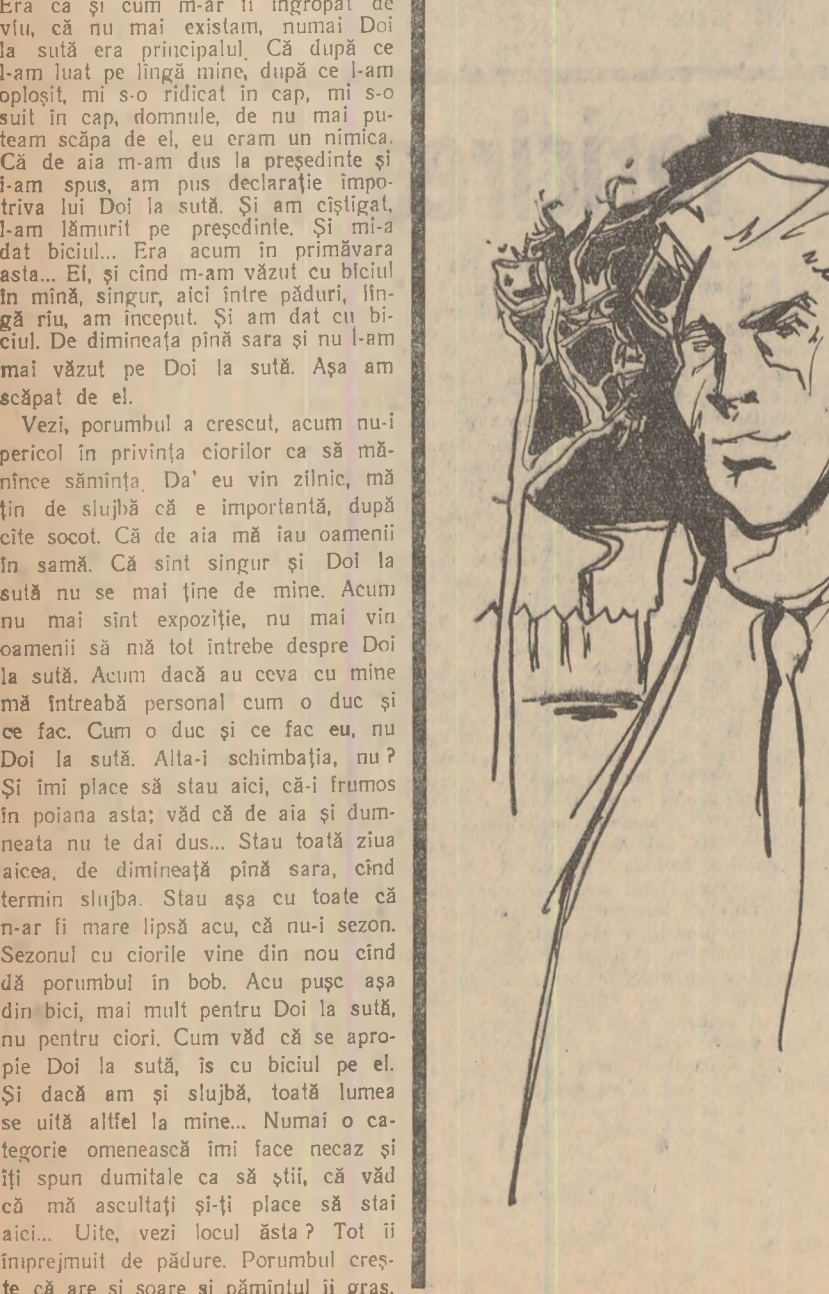 Era ca și cum m-ar fi îngropat de
viu, că nu mai existam, numai Doi
la sută era principalul. Că după ce
l-am luat pe lîngă mine, după ce l-am
oploșit, mi s-o ridicat în cap, mi s-o
suit în cap, domnule, de nu mai pu-
team scăpa de el, eu eram un nimica.
Că de aia m-am dus la președinte și
i-am spus, am pus declarație împo-
triva lui Doi la sută. Și am cîștigat,
l-am lămurit pe președinte. Și mi-a
dat biciul... Era acum în primăvara
asta... Ei, și cînd m-am văzut cu biciul
în mînă, singur, aici între păduri, lîn-
gă rîu, am început. Și am dat cu bi-
ciul. De dimineața pînă sara și nu l-am
mai văzut pe Doi la sută. Așa am
scăpat de el.
Vezi, porumbul a crescut, acum nu-i
pericol în privința ciorilor ca să mă-
nînce sămînța. Da' eu vin zilnic, mă
țin de slujbă că e importantă, după
cîte socot. Că de aia mă iau oamenii
în samă. Că sînt singur și Doi la
sută nu se mai ține de mine. Acum
nu mai sînt expoziție, nu mai vin
oamenii să mă tot întrebe despre Doi
la sută. Acum dacă au ceva cu mine
mă întreabă personal cum o duc și
ce fac. Cum o duc și ce fac eu, nu
Doi la sută. Alta-i schimbația, nu ?
Și îmi place să stau aici, că-i frumos
în poiana asta; văd că de aia și dum-
neata nu te dai dus... Stau toată ziua
aicea, de dimineață pînă sara, cînd
termin slujba. Stau așa cu toate că
n-ar fi mare lipsă acu, că nu-i sezon.
Sezonul cu ciorile vine din nou cînd
dă porumbul în bob. Acu pușc așa
din bici, mai mult pentru Doi la sută,
nu pentru ciori. Cum văd că se apro-
pie Doi la sută, îs cu biciul pe el.
Și dacă am și slujbă, toată lumea
se uită altfel la mine... Numai o ca-
tegorie omenească îmi face necaz și
îți spun dumitale ca să știi, că văd
că mă ascultați și-ți place să stai
aici... Uite, vezi locul ăsta ? Tot îi
împrejmuit de pădure. Porumbul creș-
te că are și soare și pămîntul îi gras.